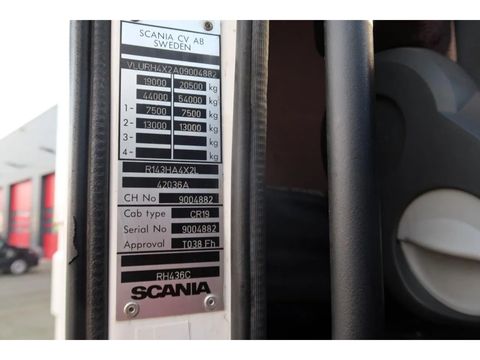 SCANIA CV AB
SWEDEN
VLURH4X2A09004882
19000 20500 kg
44000 54000 kg
1- 7500 7500 kg
2- 13000 13000 kg
3- kg
4- kg
R143HA4X2L
42036A
CH No 9004882
Cab type CR19
Serial No 9004882
Approval T038 Fh
RH436C
SCANIA